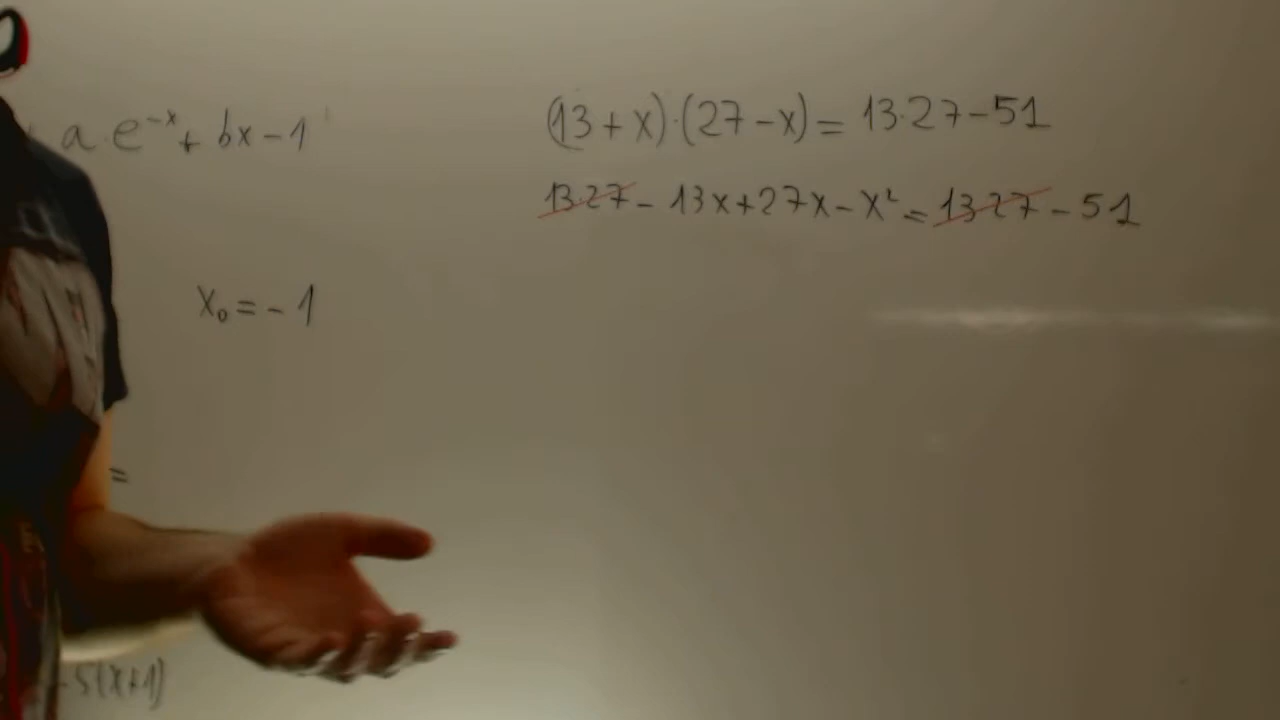 a·e^{-x} + bx - 1
(13 + x)·(27 - x) = 13·27 - 51
13·27 - 13x + 27x - x² = 13·27 - 51
x₀ = -1
=
5(x+1)